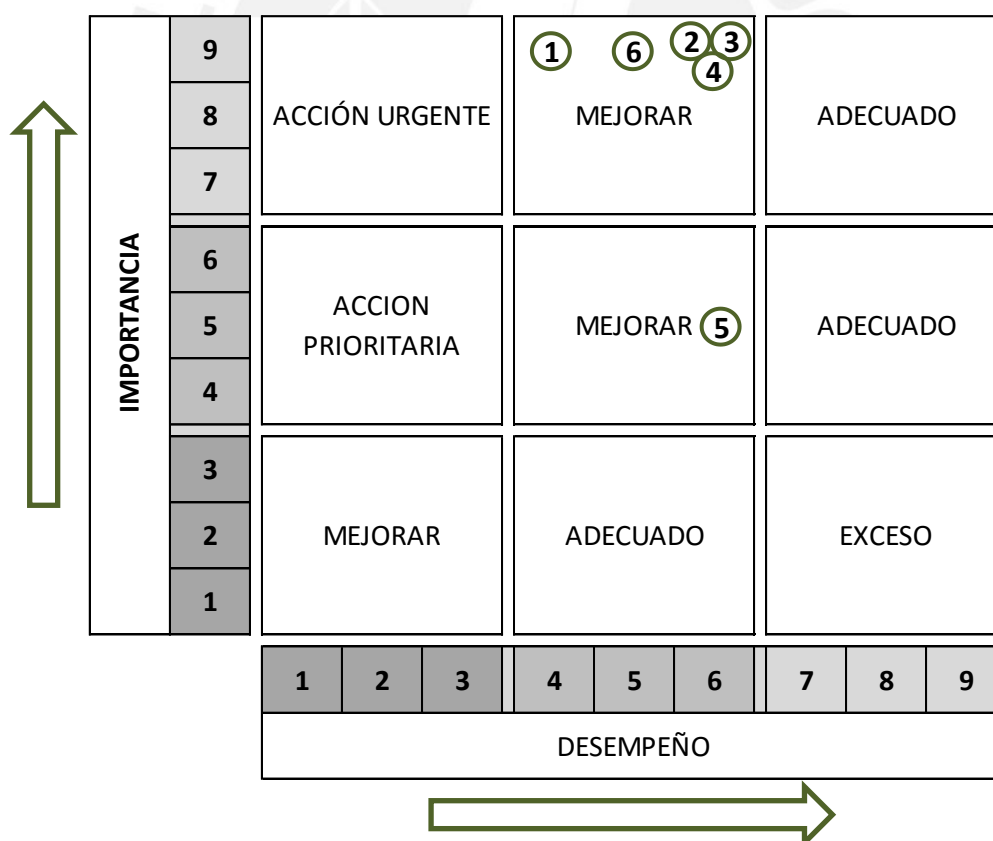 9
1
6
2
3
4
8
ACCIÓN URGENTE
MEJORAR
ADECUADO
7
IMPORTANCIA
6
5
ACCION
PRIORITARIA
MEJORAR
5
ADECUADO
4
3
2
MEJORAR
ADECUADO
EXCESO
1
1 2 3 4 5 6 7 8 9
DESEMPEÑO